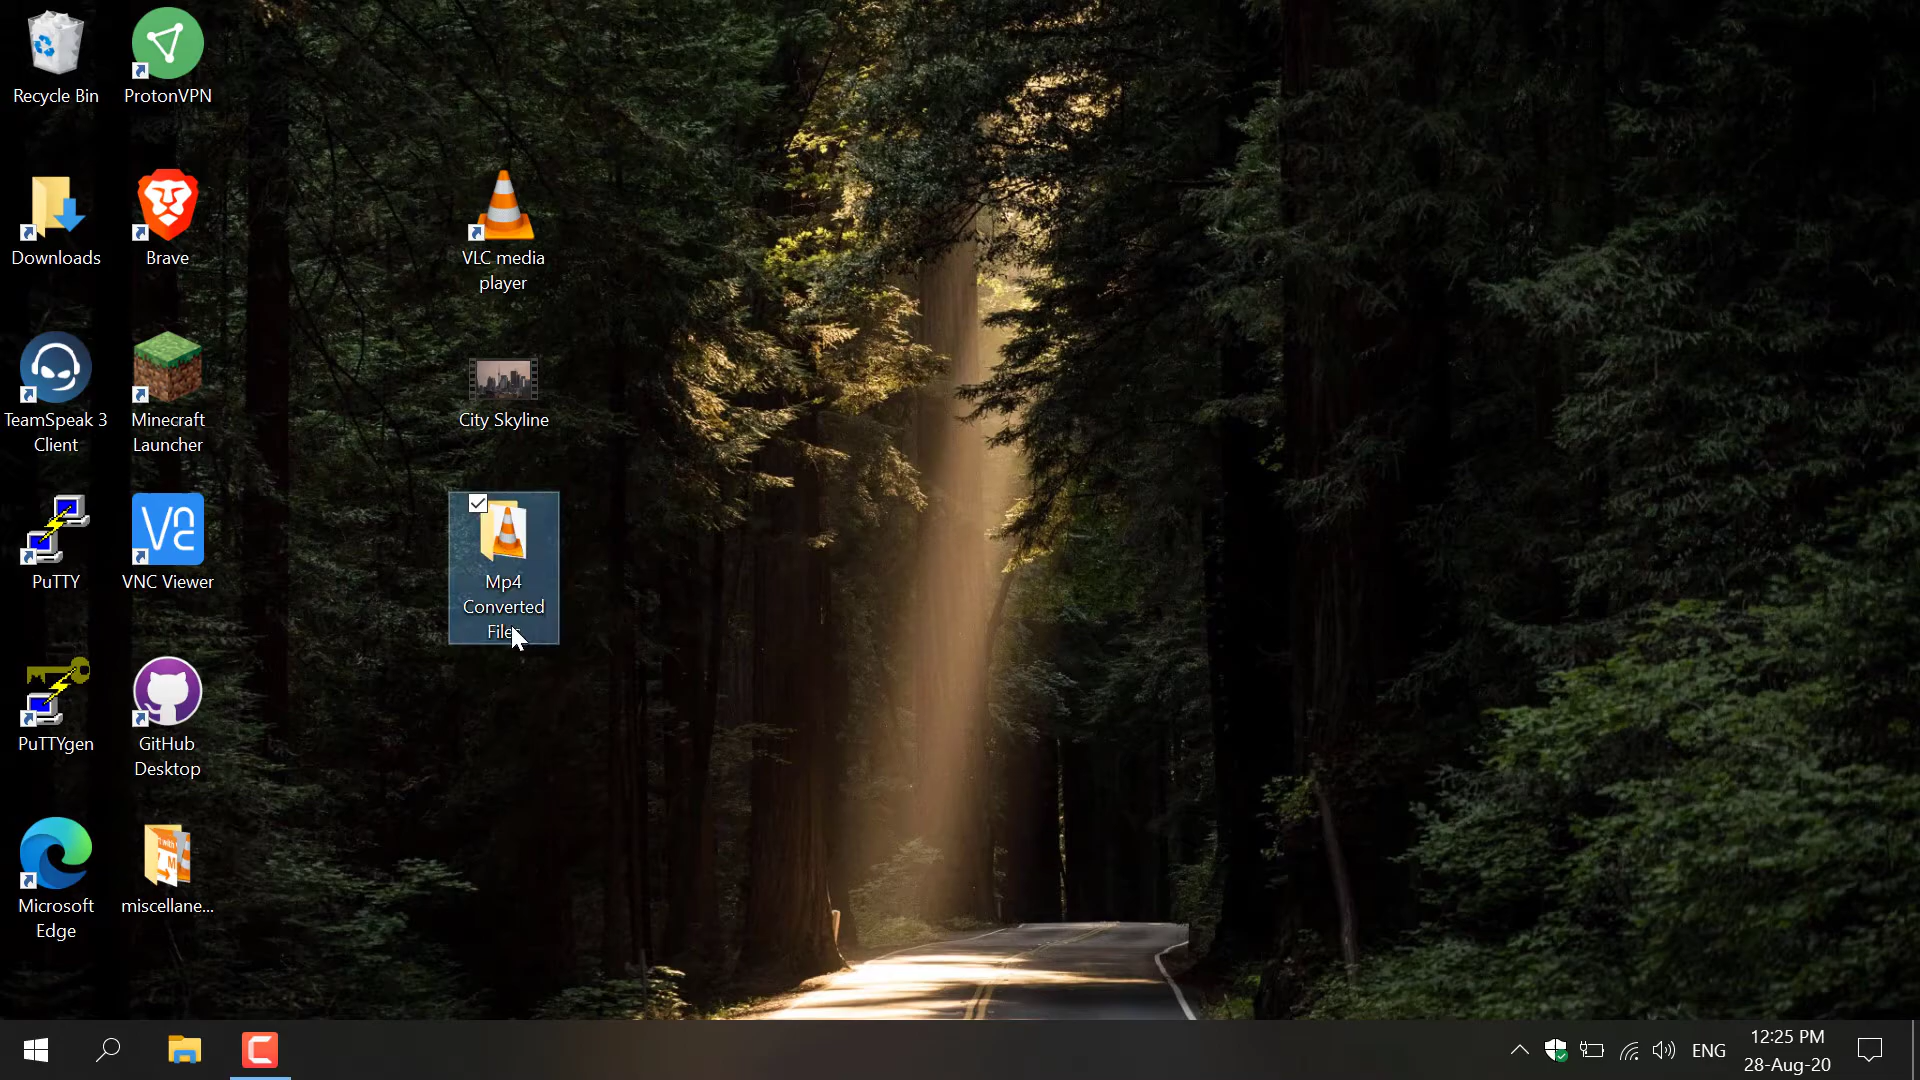 Recycle Bin
ProtonVPN
Downloads
Brave
VLC media
player
TeamSpeak 3
Client
Minecraft
Launcher
City Skyline
PuTTY
VNC Viewer
Mp4
Converted
Files
PuTTYgen
GitHub
Desktop
Microsoft
Edge
miscellane...
ENG
12:25 PM
28-Aug-20